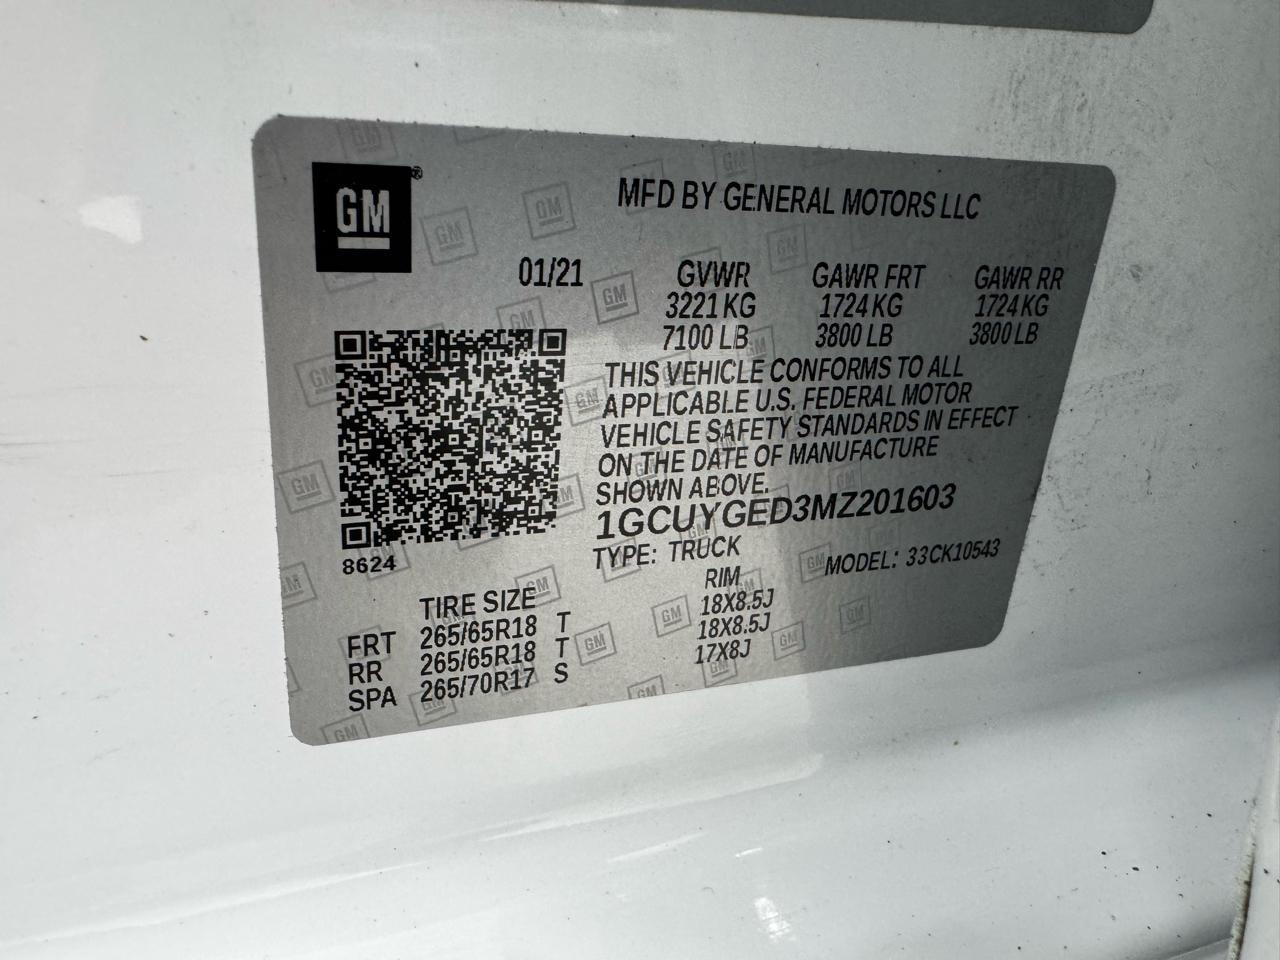 GM®
MFD BY GENERAL MOTORS LLC
01/21 GVWR GAWR FRT GAWR RR
3221 KG 1724 KG 1724 KG
7100 LB 3800 LB 3800 LB
THIS VEHICLE CONFORMS TO ALL
APPLICABLE U.S. FEDERAL MOTOR
VEHICLE SAFETY STANDARDS IN EFFECT
ON THE DATE OF MANUFACTURE
SHOWN ABOVE.
1GCUYGED3MZ201603
TYPE: TRUCK MODEL: 33CK10543
8624
TIRE SIZE RIM
FRT 265/65R18 T 18X8.5J
RR 265/65R18 T 18X8.5J
SPA 265/70R17 S 17X8J